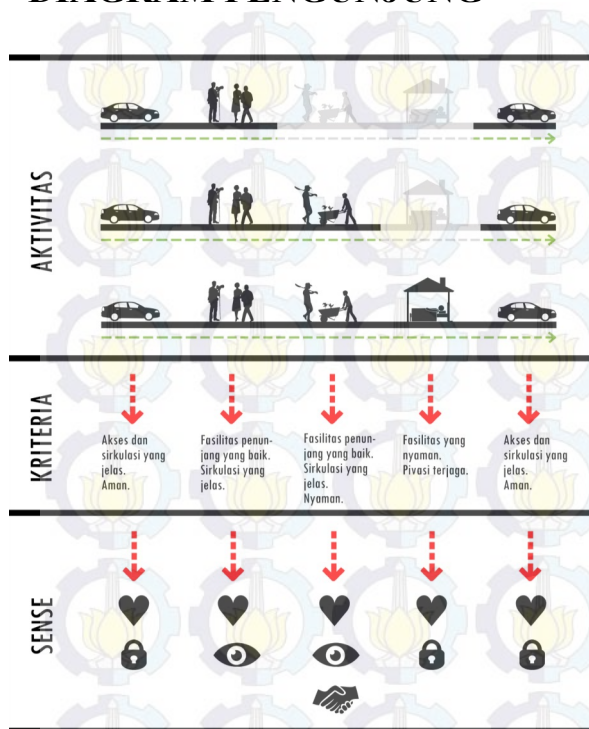 DIAGRAM PENGUNJUNG
AKTIVITAS
KRITERIA
Akses dan
sirkulasi yang
jelas.
Aman.
Fasilitas penun-
jang yang baik.
Sirkulasi yang
jelas.
Fasilitas penun-
jang yang baik.
Sirkulasi yang
jelas.
Nyaman.
Fasilitas yang
nyaman.
Pivasi terjaga.
Akses dan
sirkulasi yang
jelas.
Aman.
SENSE